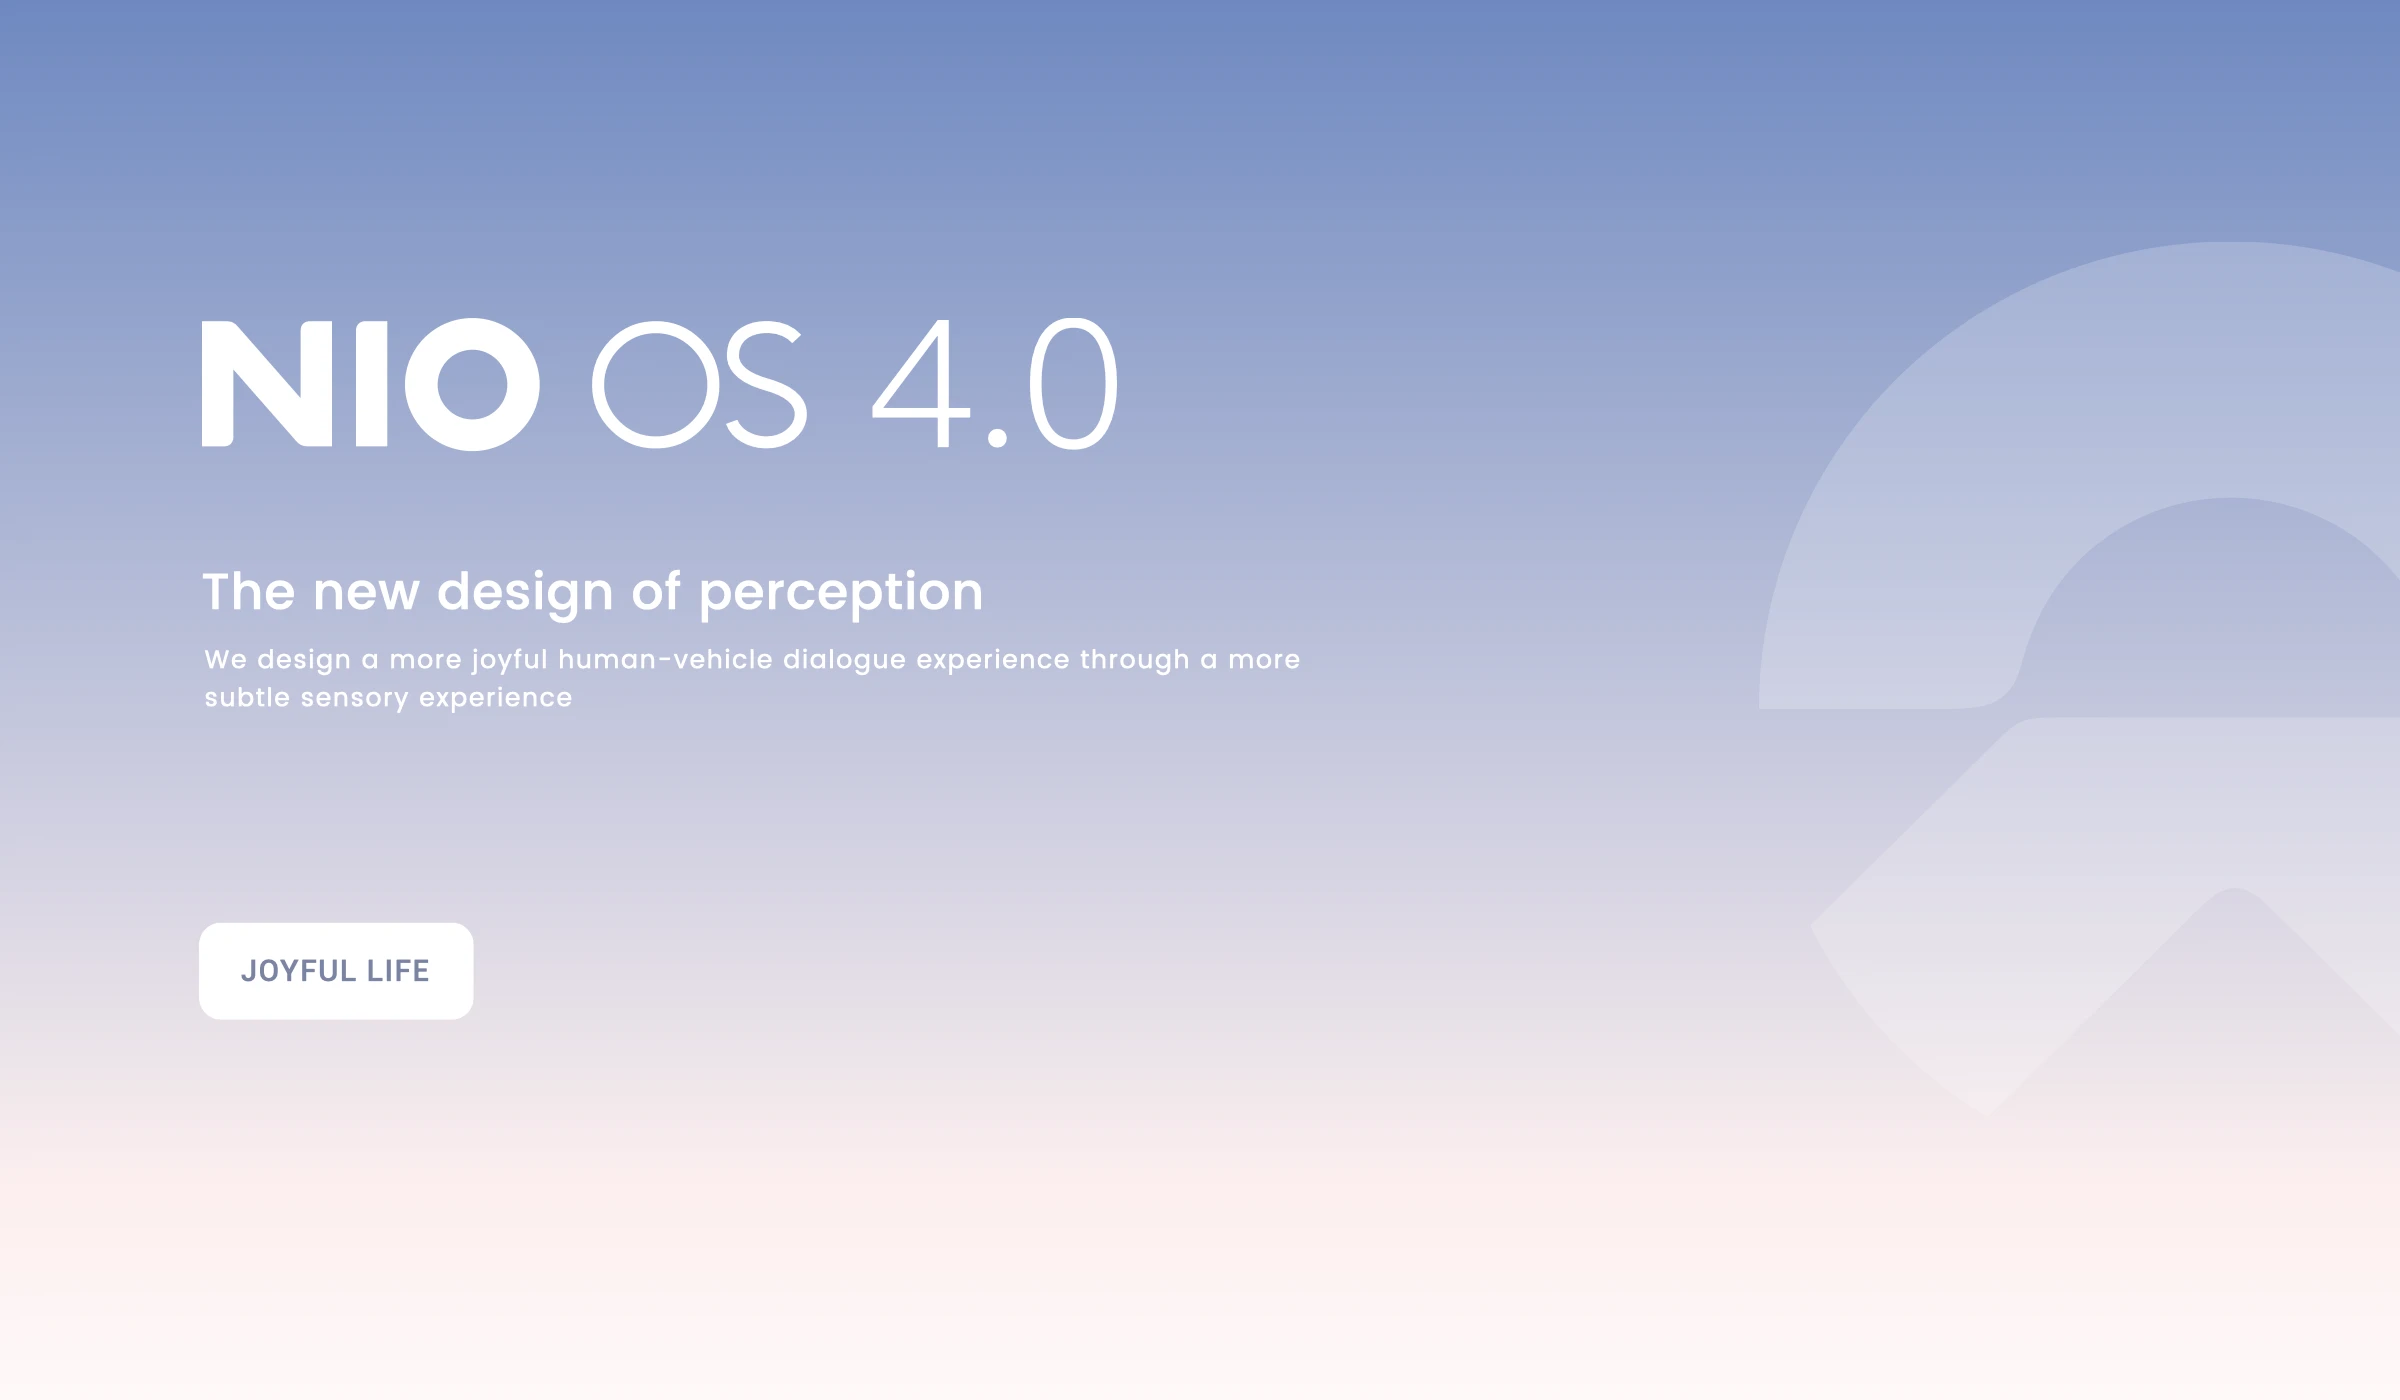 NIO OS 4.0
The new design of perception
We design a more joyful human-vehicle dialogue experience through a more
subtle sensory experience
JOYFUL LIFE